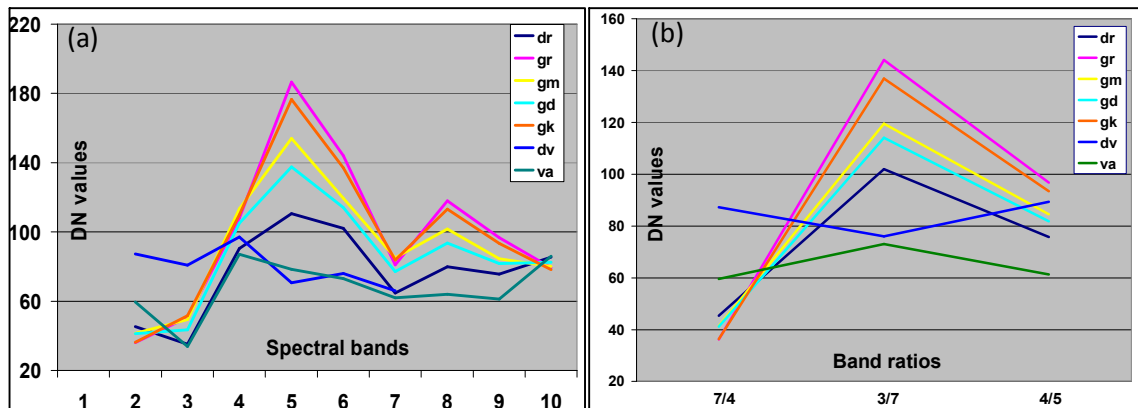 (a)
220
180
140
100
60
20
DN values
dr
gr
gm
gd
gk
dv
va
Spectral bands
1 2 3 4 5 6 7 8 9 10
(b)
160
140
120
100
80
60
40
20
DN values
dr
gr
gm
gd
gk
dv
va
Band ratios
7/4 3/7 4/5